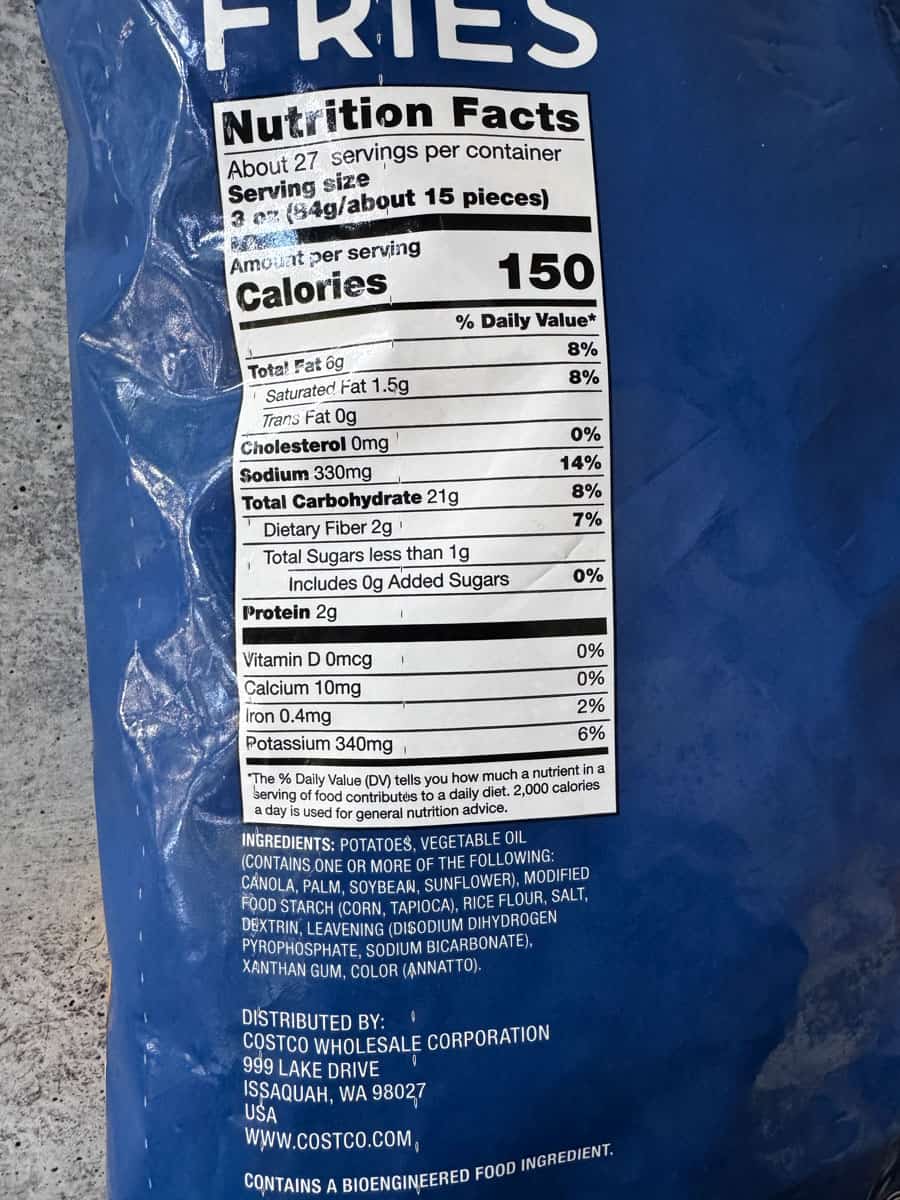 FRIES
Nutrition Facts
About 27 servings per container
Serving size
3 oz (84g/about 15 pieces)
Amount per serving
Calories 150
% Daily Value*
Total Fat 6g 8%
Saturated Fat 1.5g 8%
Trans Fat 0g
Cholesterol 0mg 0%
Sodium 330mg 14%
Total Carbohydrate 21g 8%
Dietary Fiber 2g 7%
Total Sugars less than 1g
Includes 0g Added Sugars 0%
Protein 2g
Vitamin D 0mcg 0%
Calcium 10mg 0%
Iron 0.4mg 2%
Potassium 340mg 6%
*The % Daily Value (DV) tells you how much a nutrient in a
serving of food contributes to a daily diet. 2,000 calories
a day is used for general nutrition advice.
INGREDIENTS: POTATOES, VEGETABLE OIL
(CONTAINS ONE OR MORE OF THE FOLLOWING:
CANOLA, PALM, SOYBEAN, SUNFLOWER), MODIFIED
FOOD STARCH (CORN, TAPIOCA), RICE FLOUR, SALT,
DEXTRIN, LEAVENING (DISODIUM DIHYDROGEN
PYROPHOSPHATE, SODIUM BICARBONATE),
XANTHAN GUM, COLOR (ANNATTO).
DISTRIBUTED BY:
COSTCO WHOLESALE CORPORATION
999 LAKE DRIVE
ISSAQUAH, WA 98027
USA
WWW.COSTCO.COM
CONTAINS A BIOENGINEERED FOOD INGREDIENT.